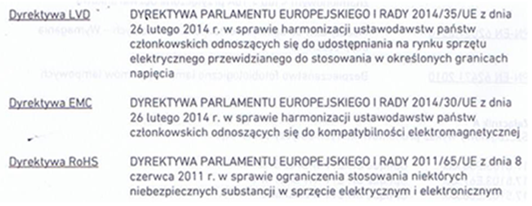 Dyrektywa LVD DYREKTYWA PARLAMENTU EUROPEJSKIEGO I RADY 2014/35/UE z dnia
26 lutego 2014 r. w sprawie harmonizacji ustawodawstw państw
członkowskich odnoszących się do udostępniania na rynku sprzętu
elektrycznego przewidzianego do stosowania w określonych granicach
napięcia
Dyrektywa EMC DYREKTYWA PARLAMENTU EUROPEJSKIEGO I RADY 2014/30/UE z dnia
26 lutego 2014 r. w sprawie harmonizacji ustawodawstw państw
członkowskich odnoszących się do kompatybilności elektromagnetycznej
Dyrektywa RoHS DYREKTYWA PARLAMENTU EUROPEJSKIEGO I RADY 2011/65/UE z dnia 8
czerwca 2011 r. w sprawie ograniczenia stosowania niektórych
niebezpiecznych substancji w sprzęcie elektrycznym i elektronicznym